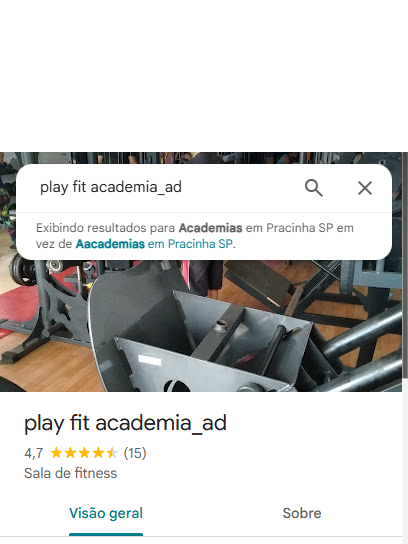 play fit academia_ad
Exibindo resultados para Academias em Pracinha SP em
vez de Aacademias em Pracinha SP.
play fit academia_ad
4,7 (15)
Sala de fitness
Visão geral Sobre